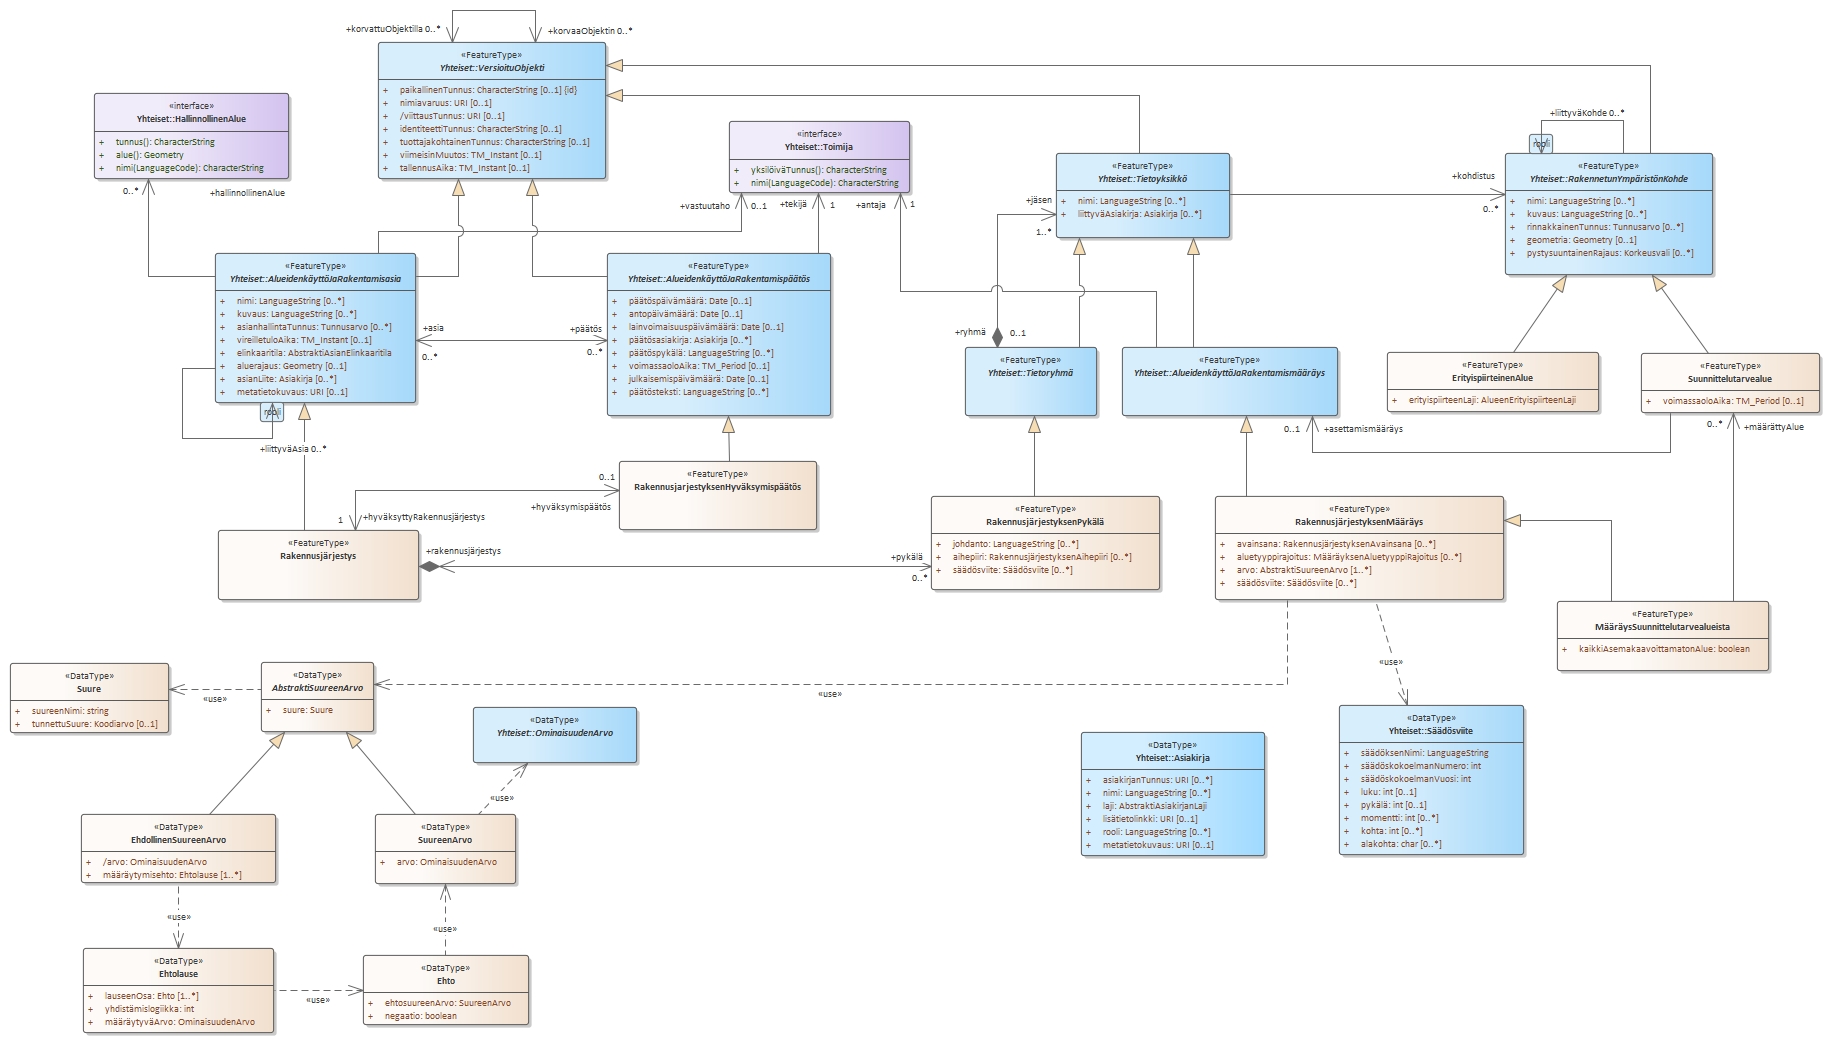 +korvattuObjektilla 0..*
+korvaaObjektin 0..*
«FeatureType»
Yhteiset::VersioituObjekti
+ paikallinenTunnus: CharacterString [0..1] {id}
+ nimiavaruus: URI [0..1]
+ /viittausTunnus: URI [0..1]
+ identiteettiTunnus: CharacterString [0..1]
+ tuottajakohtainenTunnus: CharacterString [0..1]
+ viimeisinMuutos: TM_Instant [0..1]
+ tallennusAika: TM_Instant [0..1]
«interface»
Yhteiset::HallinnollinenAlue
+ tunnus(): CharacterString
+ alue(): Geometry
+ nimi(LanguageCode): CharacterString
0..*
+hallinnollinenAlue
«interface»
Yhteiset::Toimija
+ yksilöiväTunnus(): CharacterString
+ nimi(LanguageCode): CharacterString
+vastuutaho 0..1
+tekijä 1
+antaja 1
«FeatureType»
Yhteiset::Tietoyksikkö
+ nimi: LanguageString [0..*]
+ liittyväAsiakirja: Asiakirja [0..*]
+jäsen
1..*
+kohdistus
0..*
+liittyväKohde 0..*
rooli
«FeatureType»
Yhteiset::RakennetunYmpäristönKohde
+ nimi: LanguageString [0..*]
+ kuvaus: LanguageString [0..*]
+ rinnakkainenTunnus: Tunnusarvo [0..*]
+ geometria: Geometry [0..1]
+ pystysuuntainenRajaus: Korkeusvali [0..*]
«FeatureType»
Yhteiset::AlueidenkäyttöJaRakentamisasia
+ nimi: LanguageString [0..*]
+ kuvaus: LanguageString [0..*]
+ asianhallintaTunnus: Tunnusarvo [0..*]
+ vireilletuloAika: TM_Instant [0..1]
+ elinkaaritila: AbstraktiAsianElinkaaritila
+ aluerajaus: Geometry [0..1]
+ asianLiite: Asiakirja [0..*]
+ metatietokuvaus: URI [0..1]
rooli
+liittyväAsia 0..*
+asia
0..*
+päätös
0..*
«FeatureType»
Yhteiset::AlueidenkäyttöJaRakentamispäätös
+ päätöspäivämäärä: Date [0..1]
+ antopäivämäärä: Date [0..1]
+ lainvoimaisuuspäivämäärä: Date [0..1]
+ päätösasiakirja: Asiakirja [0..*]
+ päätöspykälä: LanguageString [0..*]
+ voimassaoloAika: TM_Period [0..1]
+ julkaisemispäivämäärä: Date [0..1]
+ päätösteksti: LanguageString [0..*]
+ryhmä 0..1
«FeatureType»
Yhteiset::Tietoryhmä
«FeatureType»
Yhteiset::AlueidenkäyttöJaRakentamismääräys
«FeatureType»
ErityispiirteinenAlue
+ erityispiirteenLaji: AlueenErityispiirteenLaji
«FeatureType»
Suunnittelutarvealue
+ voimassaoloAika: TM_Period [0..1]
0..1 +asettamismääräys
0..* +määrättyAlue
«FeatureType»
RakennusjarjestyksenHyväksymispäätös
0..1
+hyväksymispäätös
1 +hyväksyttyRakennusjärjestys
«FeatureType»
Rakennusjärjestys
+rakennusjärjestys
+pykälä
0..*
«FeatureType»
RakennusjärjestyksenPykälä
+ johdanto: LanguageString [0..*]
+ aihepiiri: RakennusjärjestyksenAihepiiri [0..*]
+ säädösviite: Säädösviite [0..*]
«FeatureType»
RakennusjärjestyksenMääräys
+ avainsana: RakennusjärjestyksenAvainsana [0..*]
+ aluetyyppirajoitus: MääräyksenAluetyyppiRajoitus [0..*]
+ arvo: AbstraktiSuureenArvo [1..*]
+ säädösviite: Säädösviite [0..*]
«FeatureType»
MääräysSuunnittelutarvealueista
+ kaikkiAsemakaavoittamatonAlue: boolean
«use»
«use»
«use»
«DataType»
Suure
+ suureenNimi: string
+ tunnettuSuure: Koodiarvo [0..1]
«DataType»
AbstraktiSuureenArvo
+ suure: Suure
«DataType»
Yhteiset::OminaisuudenArvo
«use»
«DataType»
Yhteiset::Asiakirja
+ asiakirjanTunnus: URI [0..*]
+ nimi: LanguageString [0..*]
+ laji: AbstraktiAsiakirjanLaji
+ lisätietolinkki: URI [0..1]
+ rooli: LanguageString [0..*]
+ metatietokuvaus: URI [0..1]
«DataType»
Yhteiset::Säädösviite
+ säädöksenNimi: LanguageString
+ säädöskokoelmanNumero: int
+ säädöskokoelmanVuosi: int
+ luku: int [0..1]
+ pykälä: int [0..1]
+ momentti: int [0..*]
+ kohta: int [0..*]
+ alakohta: char [0..*]
«DataType»
EhdollinenSuureenArvo
+ /arvo: OminaisuudenArvo
+ määräytymisehto: Ehtolause [1..*]
«DataType»
SuureenArvo
+ arvo: OminaisuudenArvo
«use»
«use»
«DataType»
Ehtolause
+ lauseenOsa: Ehto [1..*]
+ yhdistämislogiikka: int
+ määräytyväArvo: OminaisuudenArvo
«use»
«DataType»
Ehto
+ ehtosuureenArvo: SuureenArvo
+ negaatio: boolean